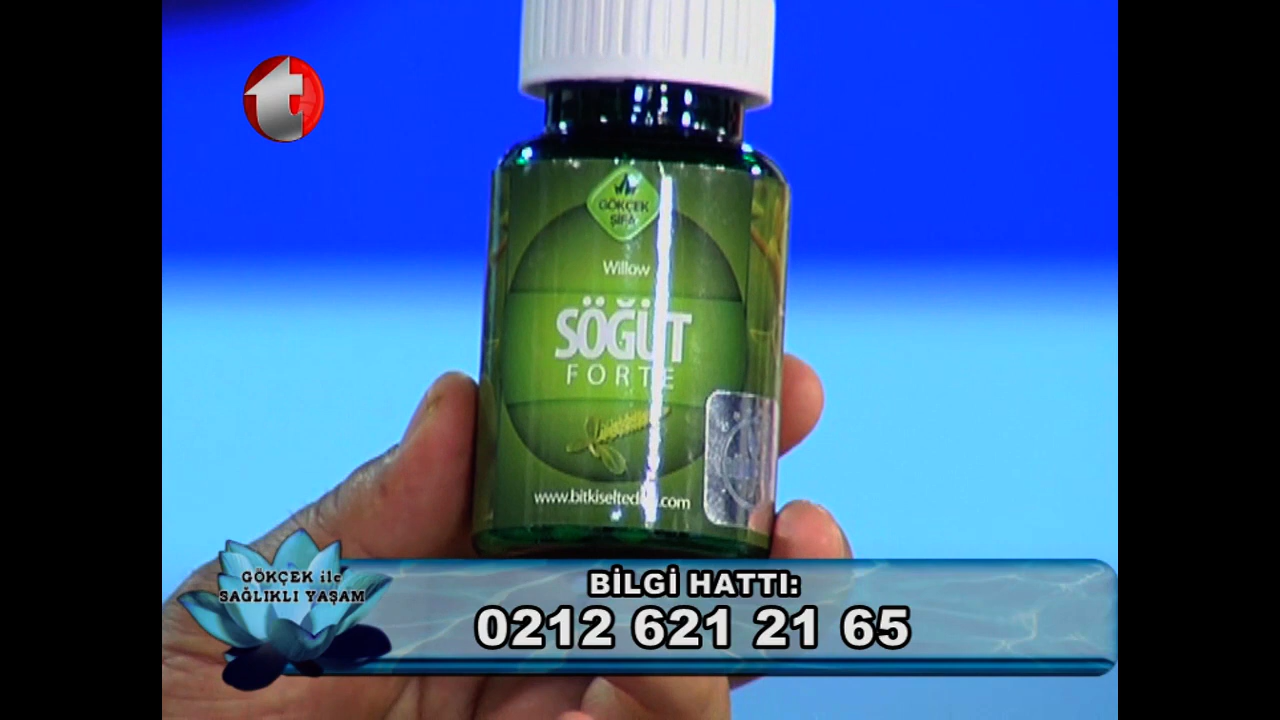 t
GÖKÇEK
ŞİFA
Willow
SÖĞÜT
FORTE
GÖKÇEK ile
SAĞLIKLI YAŞAM
BİLGİ HATTI:
0212 621 21 65